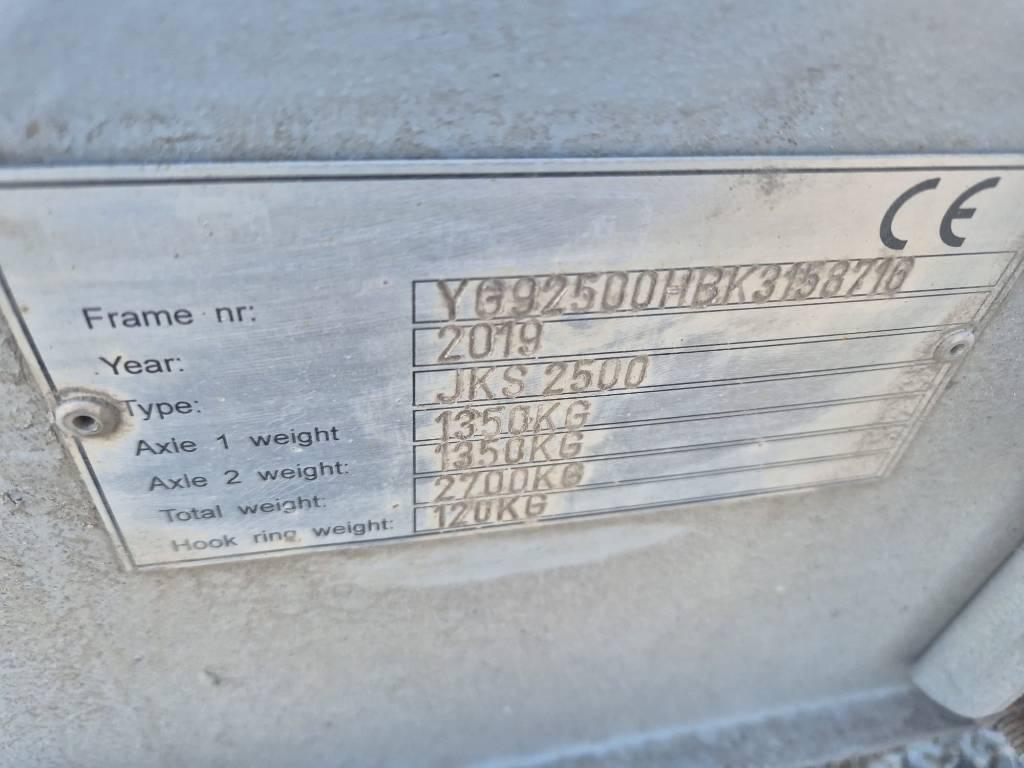 CE
Frame nr: YG92500HBK3158710
Year: 2019
Type: JKS 2500
Axle 1 weight 1350KG
Axle 2 weight: 1350KG
Total weight: 2700KG
Hook ring weight: 120KG